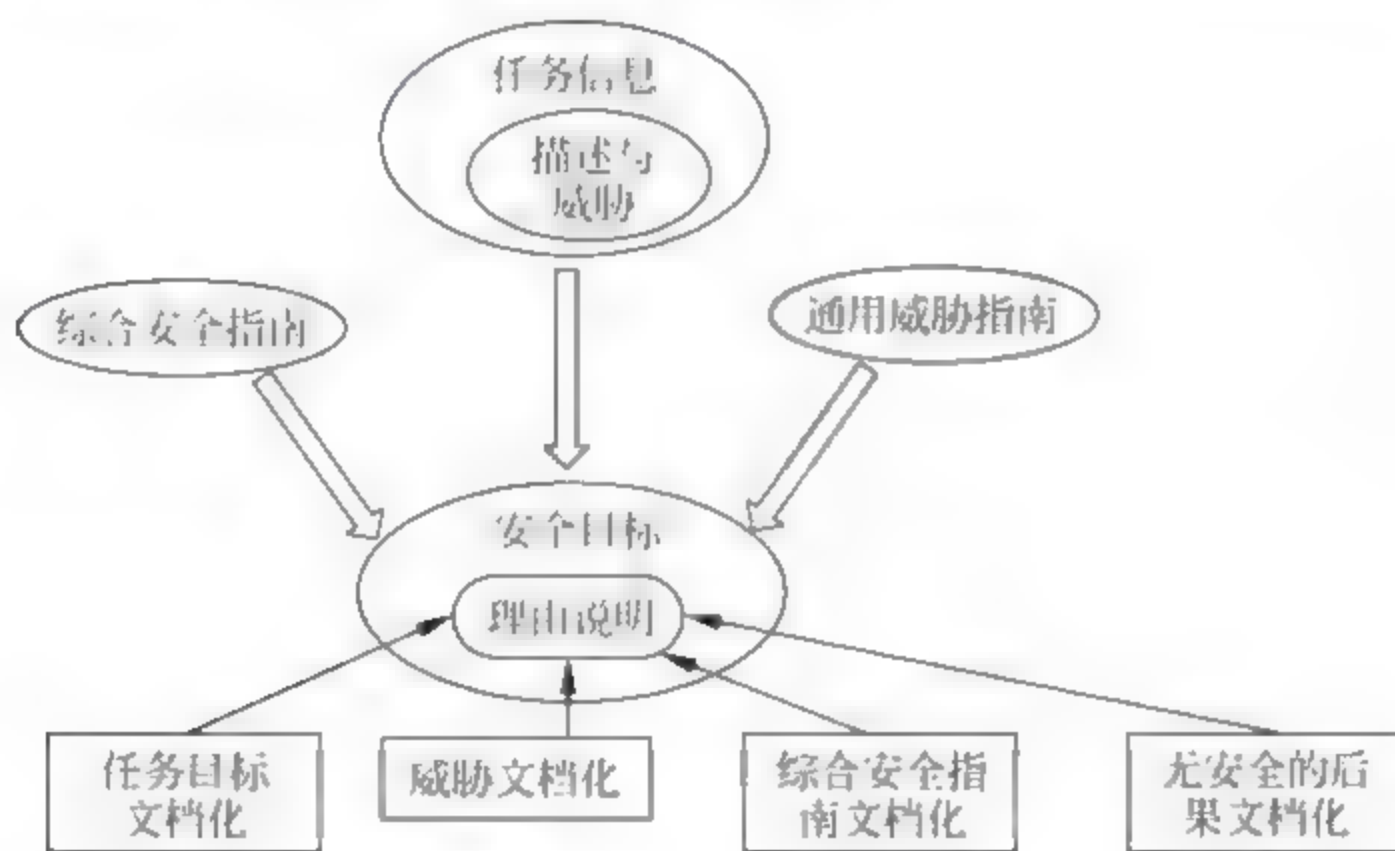 任务信息
描述与
威胁
综合安全指南
通用威胁指南
安全目标
理由说明
任务目标
文档化
威胁文档化
综合安全指
南文档化
无安全的后
果文档化